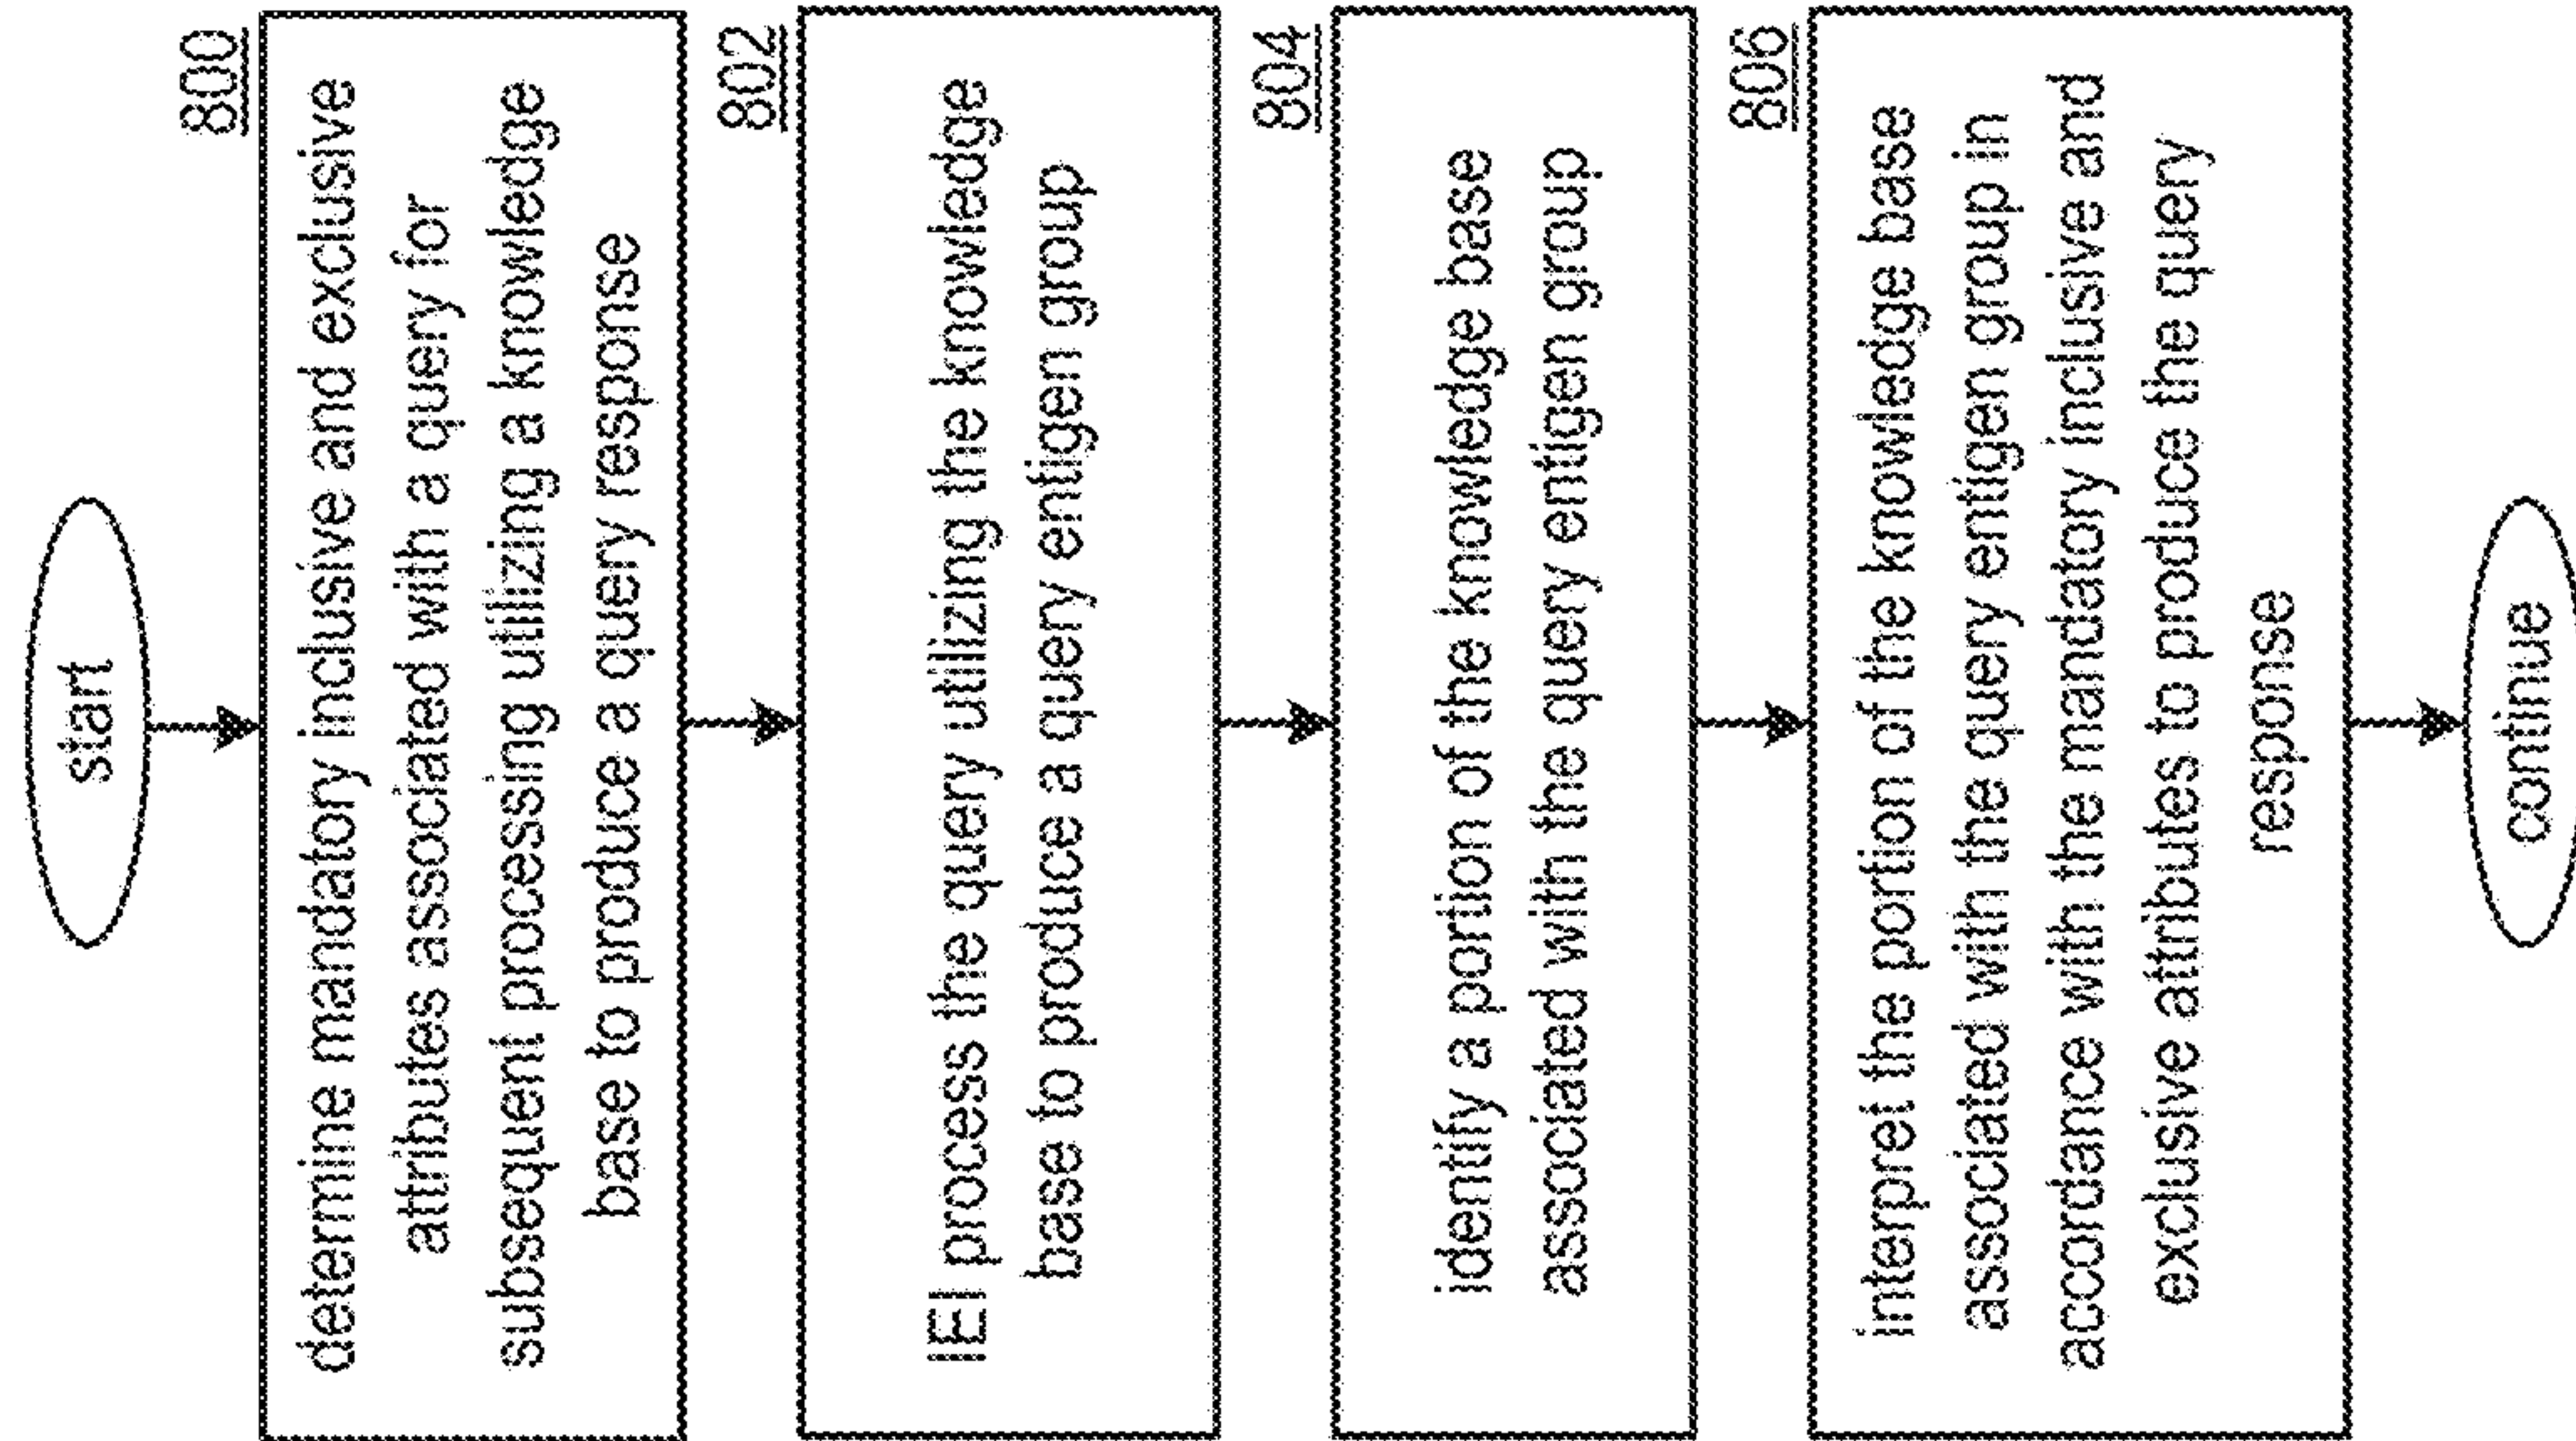 start
800
determine mandatory inclusive and exclusive
attributes associated with a query for
subsequent processing utilizing a knowledge
base to produce a query response
802
IEI process the query utilizing the knowledge
base to produce a query entigen group
804
identify a portion of the knowledge base
associated with the query entigen group
806
interpret the portion of the knowledge base
associated with the query entigen group in
accordance with the mandatory inclusive and
exclusive attributes to produce the query
response
continue